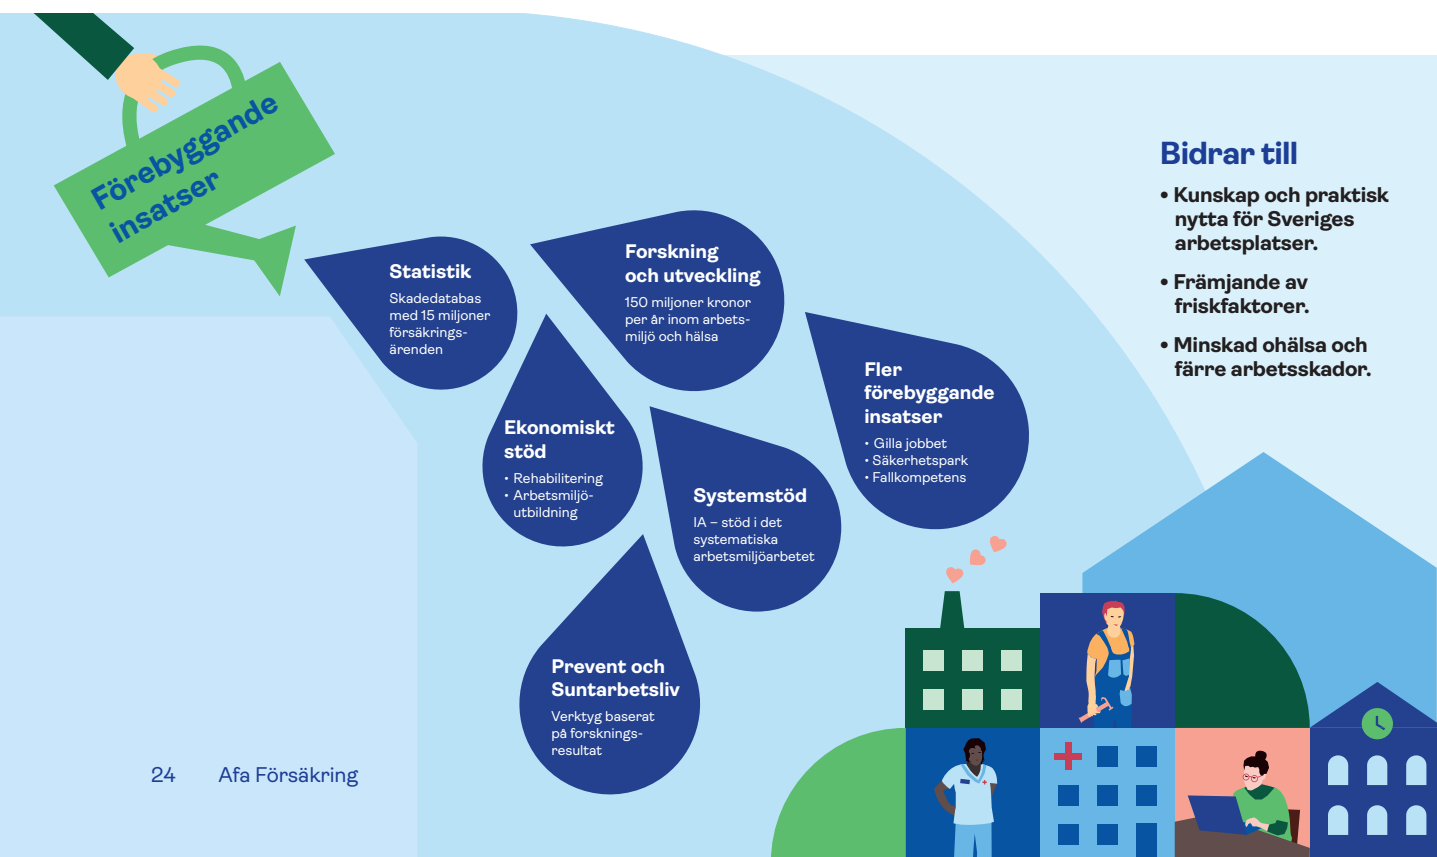 Förebyggande
insatser
Statistik
Skadedatabas
med 15 miljoner
försäkrings-
ärenden
Forskning
och utveckling
150 miljoner kronor
per år inom arbets-
miljö och hälsa
Ekonomiskt
stöd
• Rehabilitering
• Arbetsmiljö-
utbildning
Systemstöd
IA – stöd i det
systematiska
arbetsmiljöarbetet
Fler
förebyggande
insatser
• Gilla jobbet
• Säkerhetspark
• Fallkompetens
Prevent och
Suntarbetsliv
Verktyg baserat
på forsknings-
resultat
Bidrar till
• Kunskap och praktisk
nytta för Sveriges
arbetsplatser.
• Främjande av
friskfaktorer.
• Minskad ohälsa och
färre arbetsskador.
24 Afa Försäkring